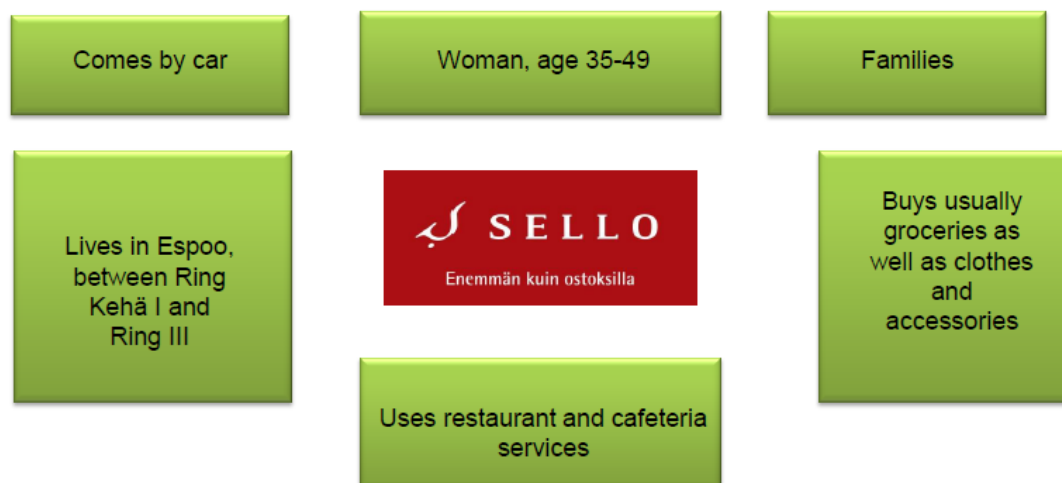 Comes by car
Woman, age 35-49
Families
Lives in Espoo,
between Ring
Kehä I and
Ring III
SELLO
Enemmän kuin ostoksilla
Buys usually
groceries as
well as clothes
and
accessories
Uses restaurant and cafeteria
services